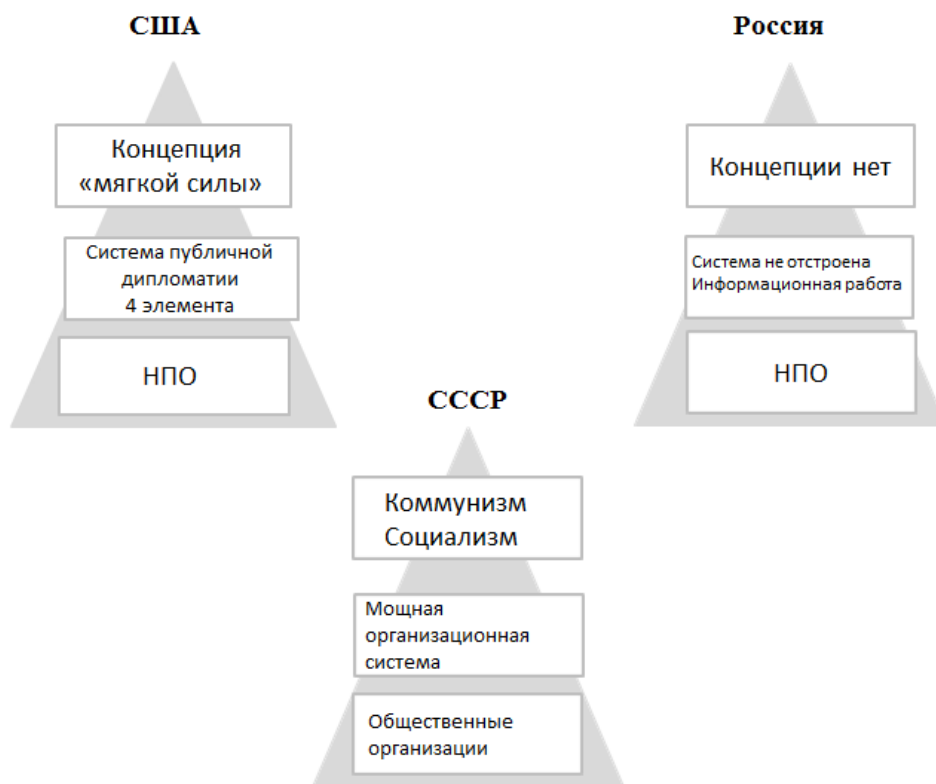 США
Концепция
«мягкой силы»
Система публичной
дипломатии
4 элемента
НПО
Россия
Концепции нет
Система не отстроена
Информационная работа
НПО
СССР
Коммунизм
Социализм
Мощная
организационная
система
Общественные
организации